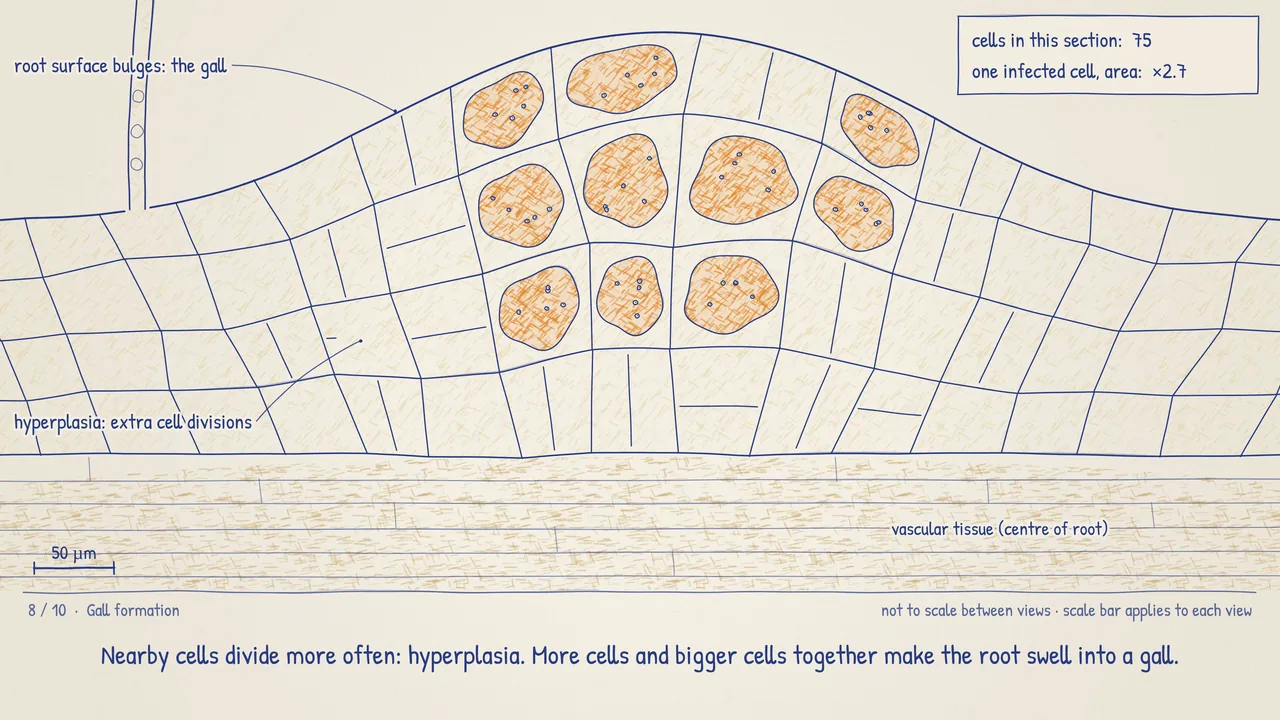 root surface bulges: the gall
cells in this section: 75
one infected cell, area: ×2.7
hyperplasia: extra cell divisions
vascular tissue (centre of root)
50 µm
8 / 10 · Gall formation
not to scale between views · scale bar applies to each view
Nearby cells divide more often: hyperplasia. More cells and bigger cells together make the root swell into a gall.